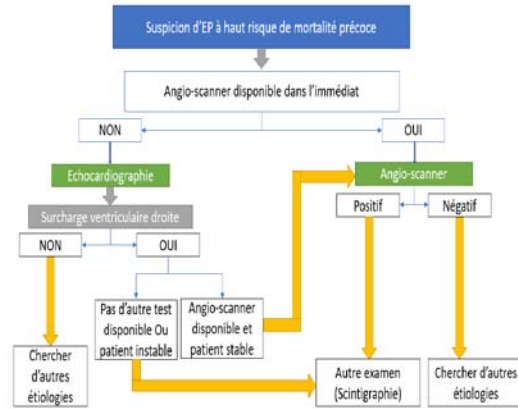 Suspicion d'EP à haut risque de mortalité précoce
Angio-scanner disponible dans l'immédiat
NON
OUI
Echocardiographie
Angio-scanner
Surcharge ventriculaire droite
Positif
Négatif
NON
OUI
Pas d'autre test
disponible Ou
patient instable
Angio-scanner
disponible et
patient stable
Chercher
d'autres
étiologies
Autre examen
(Scintigraphie)
Chercher d'autres
étiologies